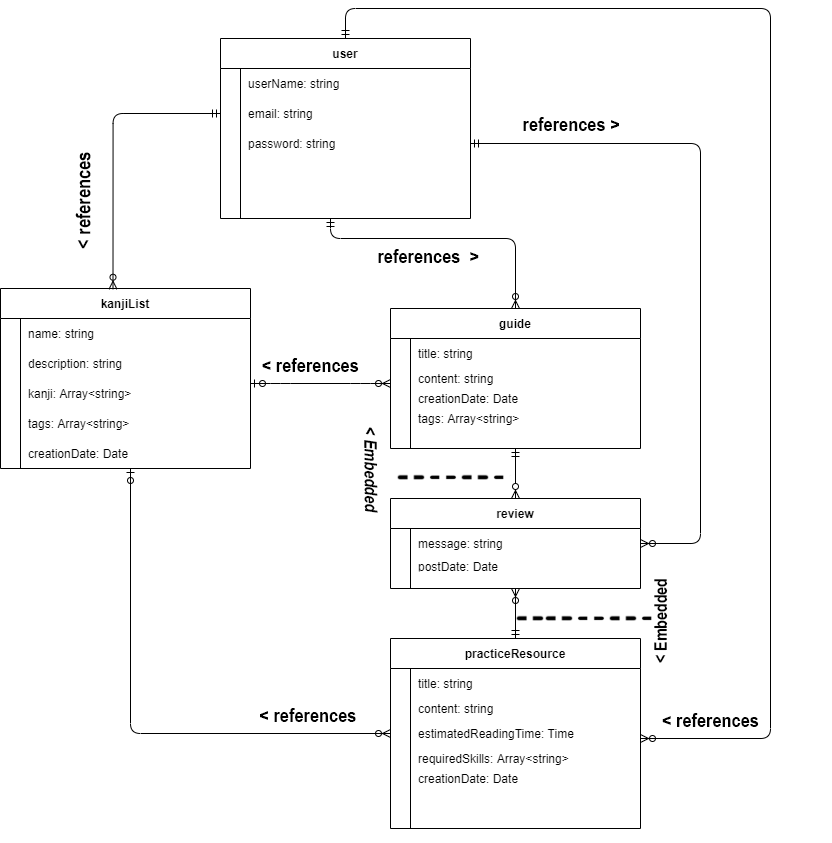 user
userName: string
email: string
password: string
references >
< references
references  >
kanjiList
name: string
description: string
kanji: Array<string>
tags: Array<string>
creationDate: Date
< references
guide
title: string
content: string
creationDate: Date
tags: Array<string>
< Embedded
review
message: string
postDate: Date
< Embedded
practiceResource
title: string
content: string
estimatedReadingTime: Time
requiredSkills: Array<string>
creationDate: Date
< references
< references